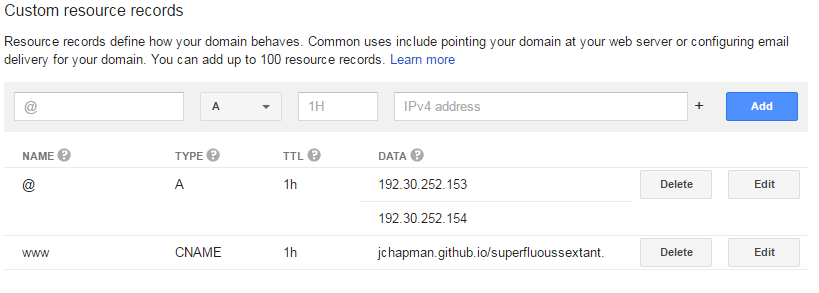 Custom resource records
Resource records define how your domain behaves. Common uses include pointing your domain at your web server or configuring email
delivery for your domain. You can add up to 100 resource records. Learn more
@ A 1H IPv4 address + Add
NAME ? TYPE ? TTL ? DATA ?
@ A 1h 192.30.252.153 Delete Edit
192.30.252.154
www CNAME 1h jchapman.github.io/superfluoussextant. Delete Edit